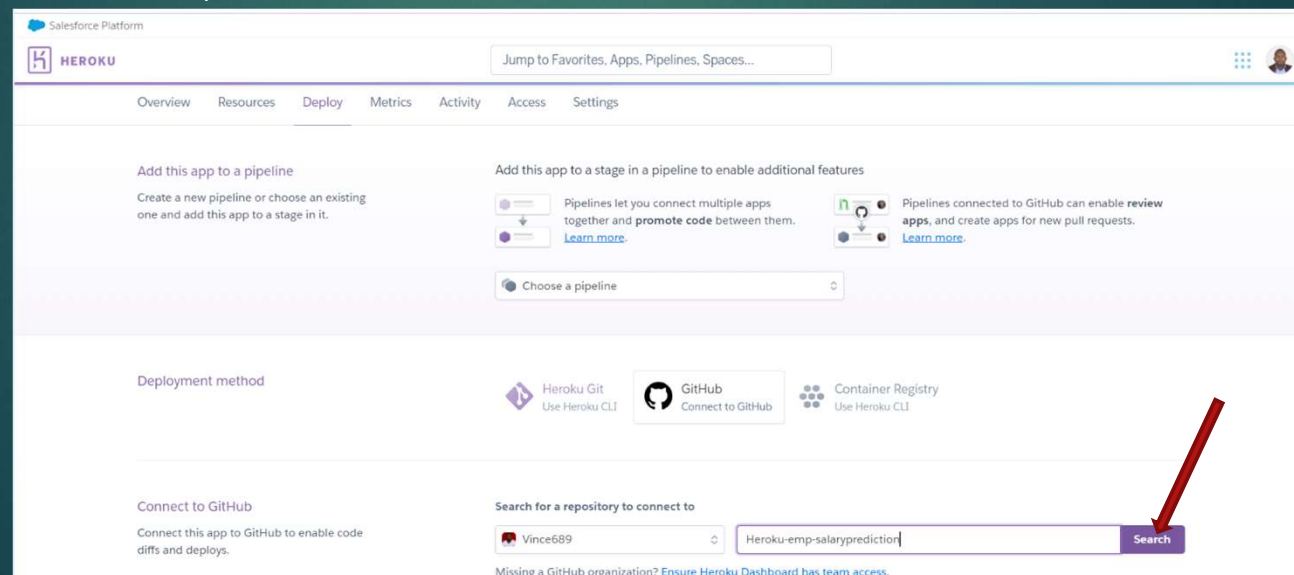 Salesforce Platform
HEROKU
Jump to Favorites, Apps, Pipelines, Spaces...
Overview Resources Deploy Metrics Activity Access Settings
Add this app to a pipeline
Create a new pipeline or choose an existing
one and add this app to a stage in it.
Add this app to a stage in a pipeline to enable additional features
Pipelines let you connect multiple apps
together and promote code between them.
Learn more.
Pipelines connected to GitHub can enable review
apps, and create apps for new pull requests.
Learn more.
Choose a pipeline
Deployment method
Heroku Git
Use Heroku CLI
GitHub
Connect to GitHub
Container Registry
Use Heroku CLI
Connect to GitHub
Connect this app to GitHub to enable code
diffs and deploys.
Search for a repository to connect to
Vince689
Heroku-emp-salaryprediction
Search
Missing a GitHub organization? Ensure Heroku Dashboard has team access.